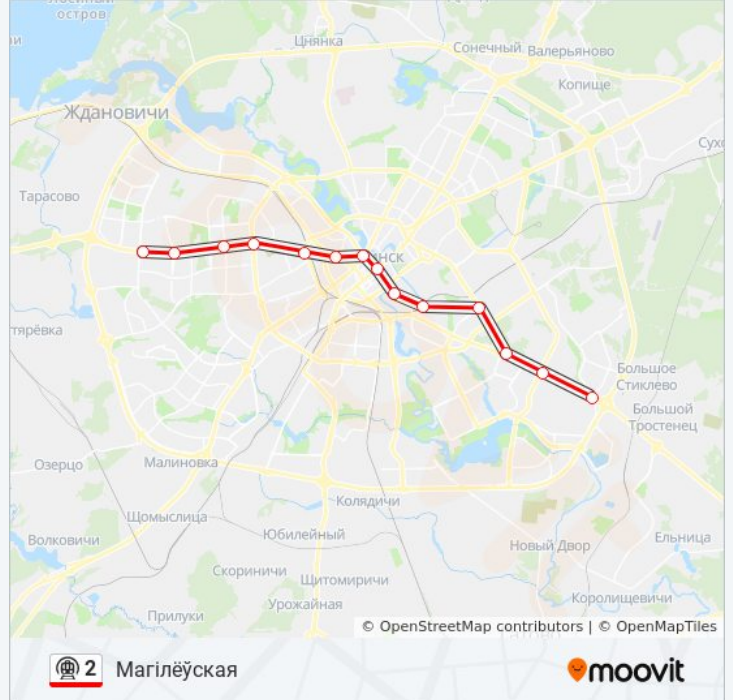 остров
Цнянка
Сонечный
Валерьяново
Копище
Ждановичи
Тарасово
нск
Большое
Стиклево
Большой
Тростенец
Озерцо
Малиновка
Колядичи
Щомыслица
Юбилейный
Волковичи
Новый Двор
Ельница
Скориничи
Щитомиричи
Королищевичи
Урожайная
Прилуки
© OpenStreetMap contributors | © OpenMapTiles
2 Магілёўская
moovit